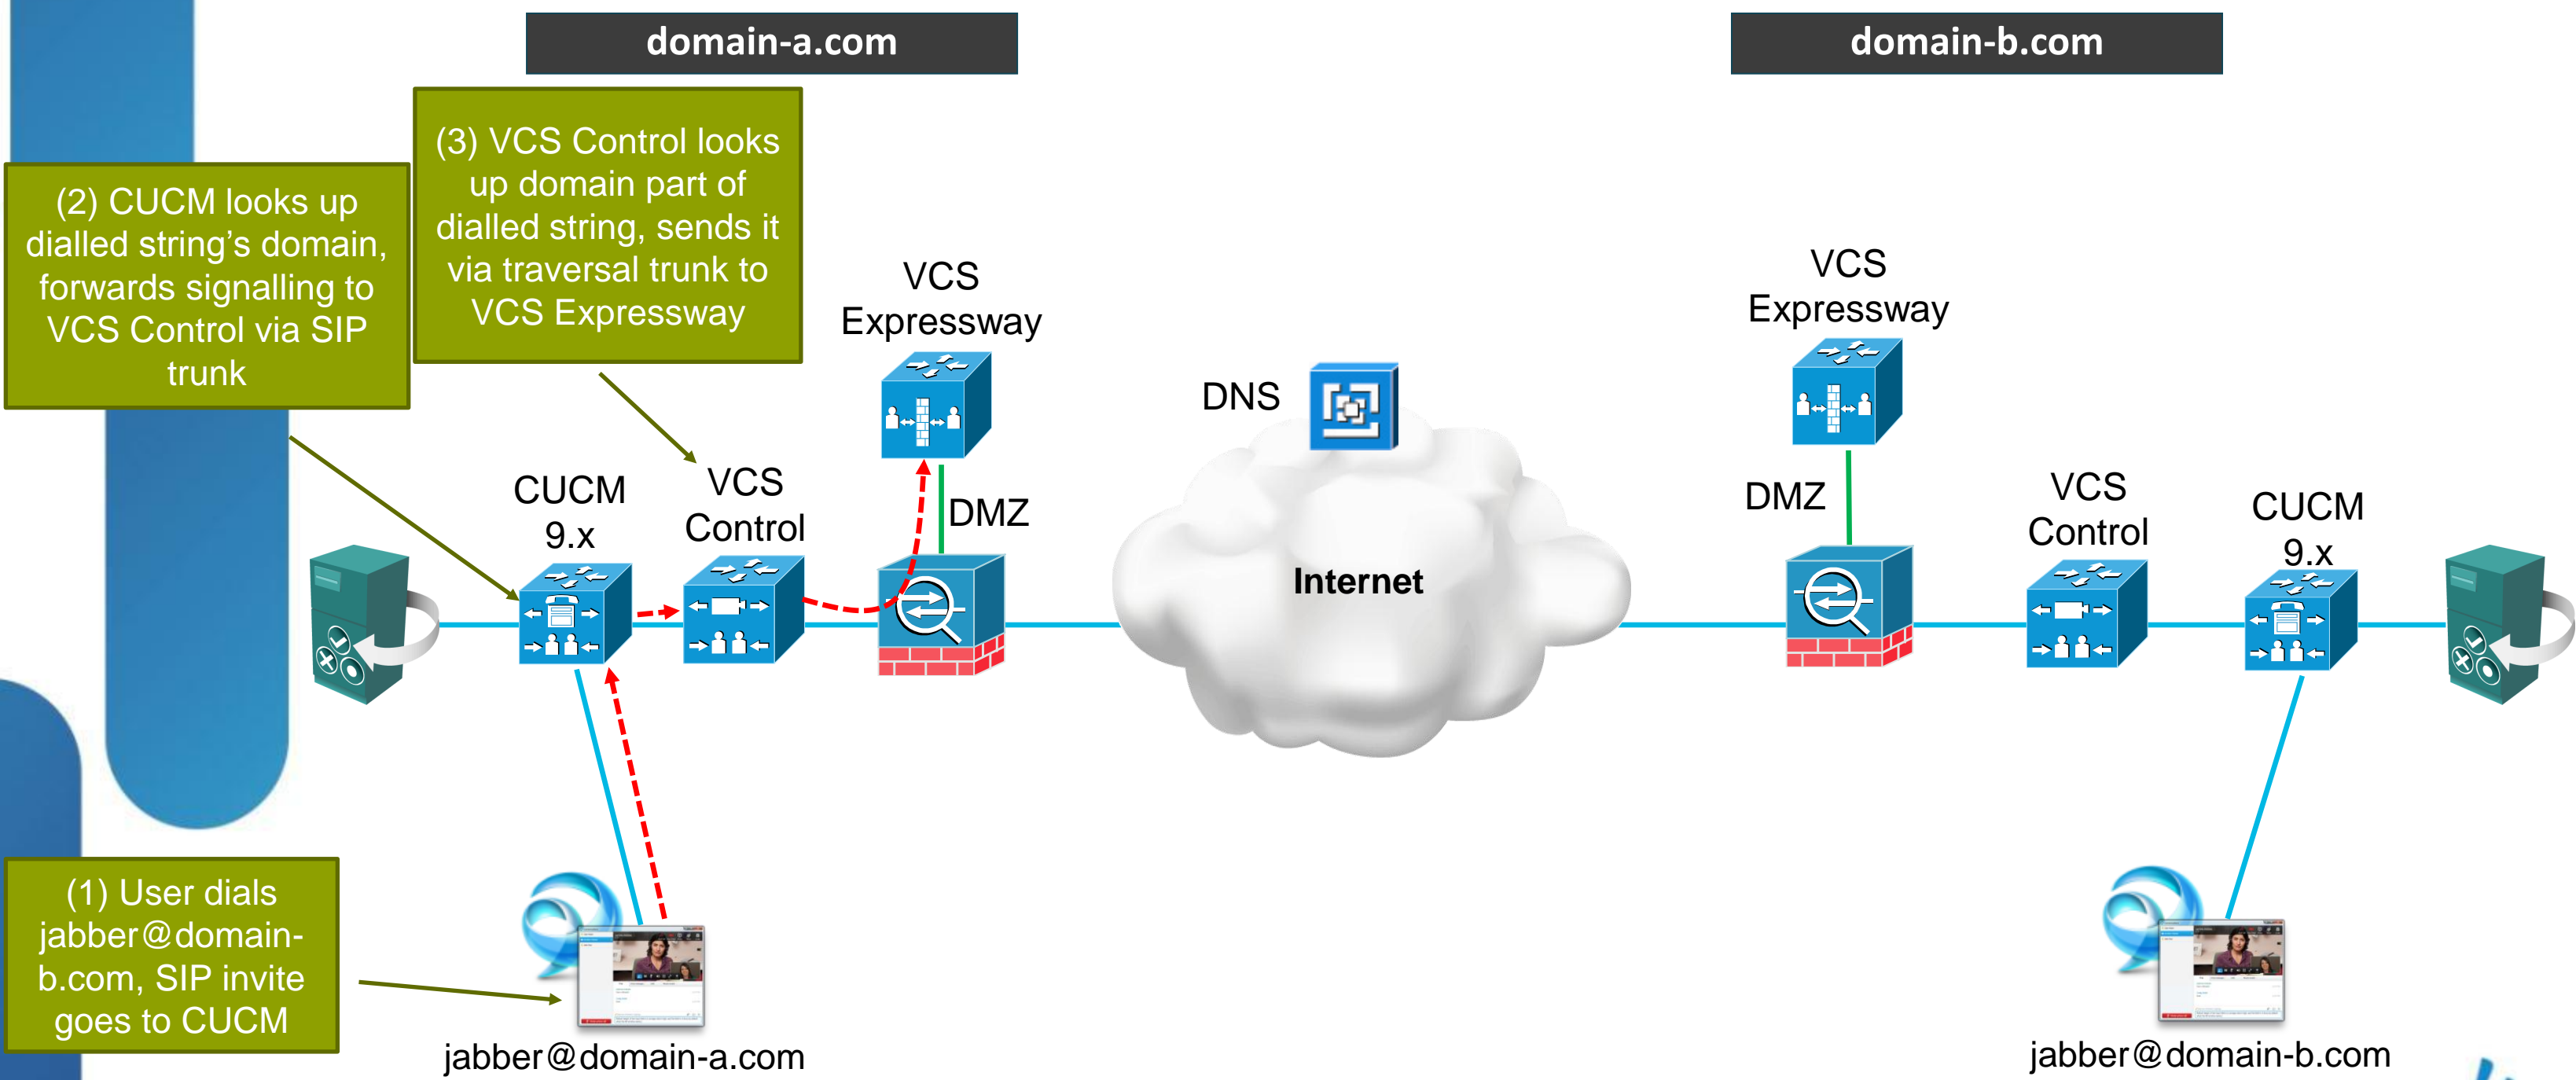 domain-a.com
domain-b.com
(3) VCS Control looks
up domain part of
dialled string, sends it
via traversal trunk to
VCS Expressway
(2) CUCM looks up
dialled string’s domain,
forwards signalling to
VCS Control via SIP
trunk
VCS
Expressway
VCS
Expressway
DNS
CUCM
9.x
VCS
Control
DMZ
Internet
DMZ
VCS
Control
CUCM
9.x
(1) User dials
jabber@domain-
b.com, SIP invite
goes to CUCM
jabber@domain-a.com
jabber@domain-b.com